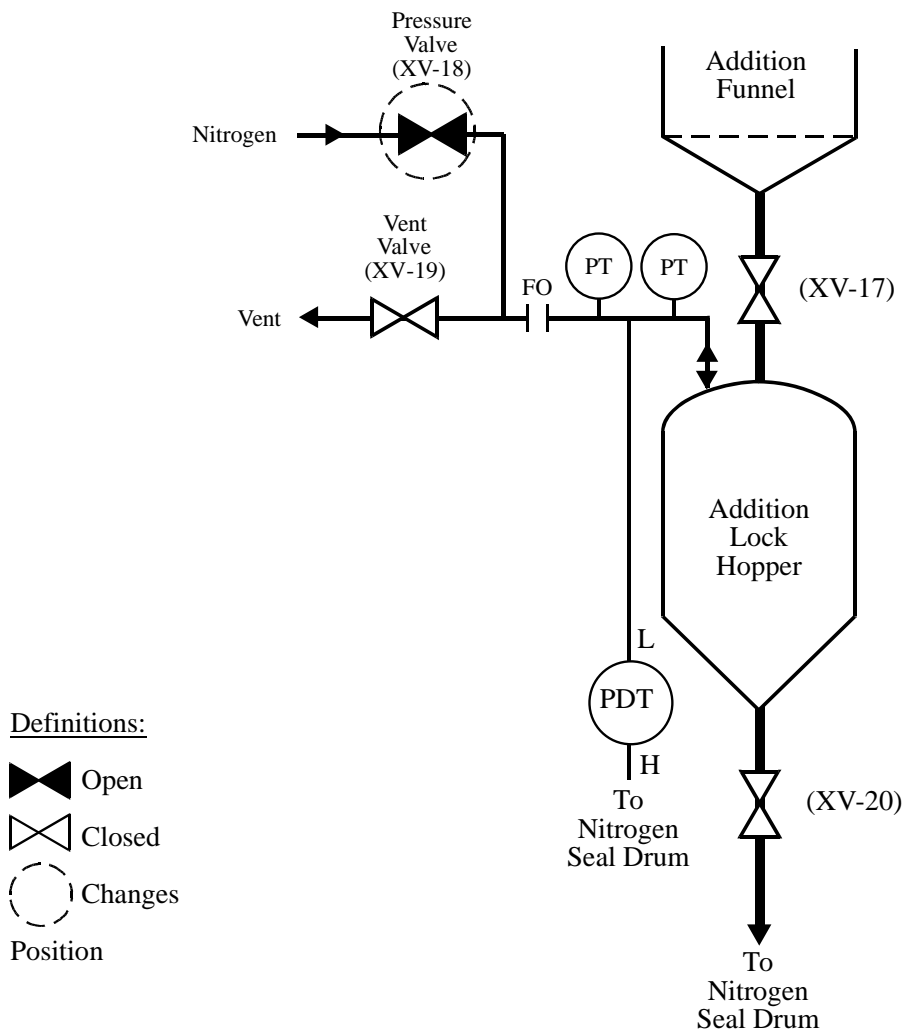 Pressure
Valve
(XV-18)
Addition
Funnel
Nitrogen
Vent
Valve
(XV-19)
PT
PT
FO
(XV-17)
Vent
Addition
Lock
Hopper
L
PDT
H
To
Nitrogen
Seal Drum
Definitions:
Open
Closed
Changes
Position
(XV-20)
To
Nitrogen
Seal Drum